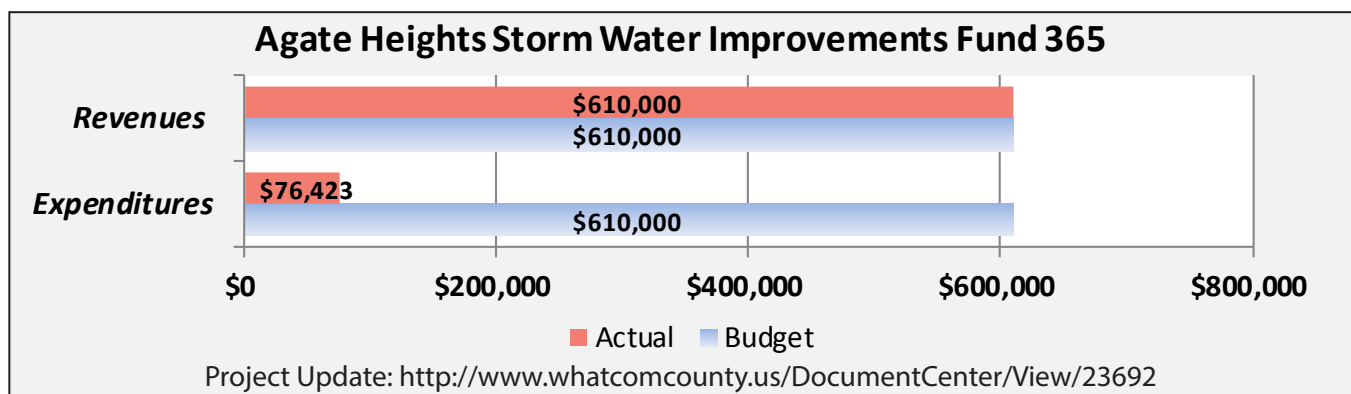 Agate Heights Storm Water Improvements Fund 365
Revenues
$610,000
$610,000
Expenditures
$76,423
$610,000
$0 $200,000 $400,000 $600,000 $800,000
Actual Budget
Project Update: http://www.whatcomcounty.us/DocumentCenter/View/23692